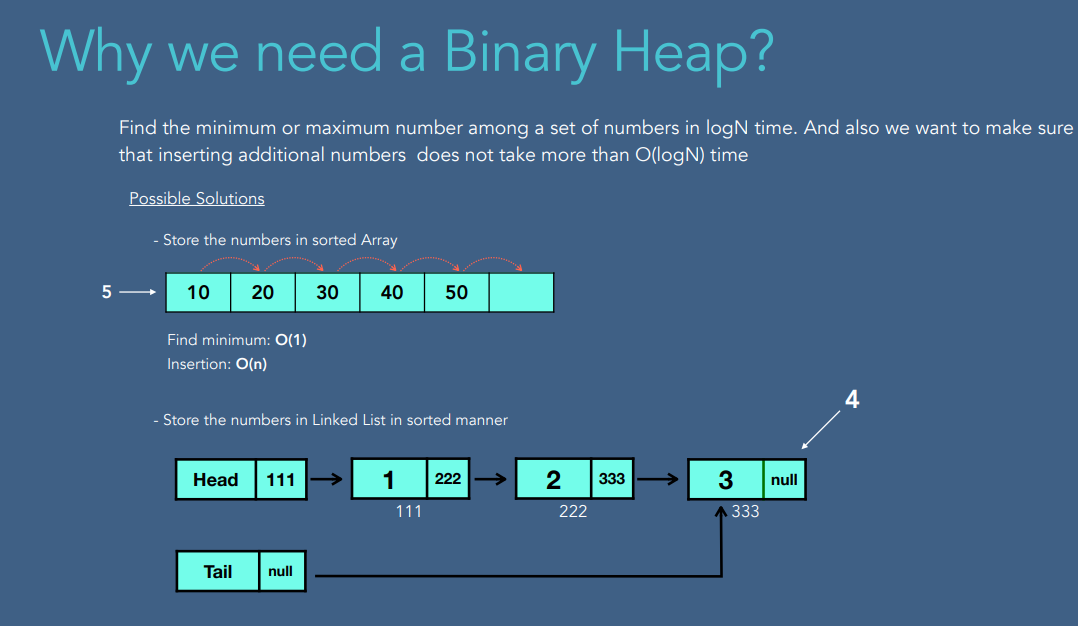 Why we need a Binary Heap?
Find the minimum or maximum number among a set of numbers in logN time. And also we want to make sure
that inserting additional numbers does not take more than O(logN) time
Possible Solutions
- Store the numbers in sorted Array
5 10 20 30 40 50
Find minimum: O(1)
Insertion: O(n)
4
- Store the numbers in Linked List in sorted manner
Head 111 1 222 2 333 3 null
111 222 333
Tail null